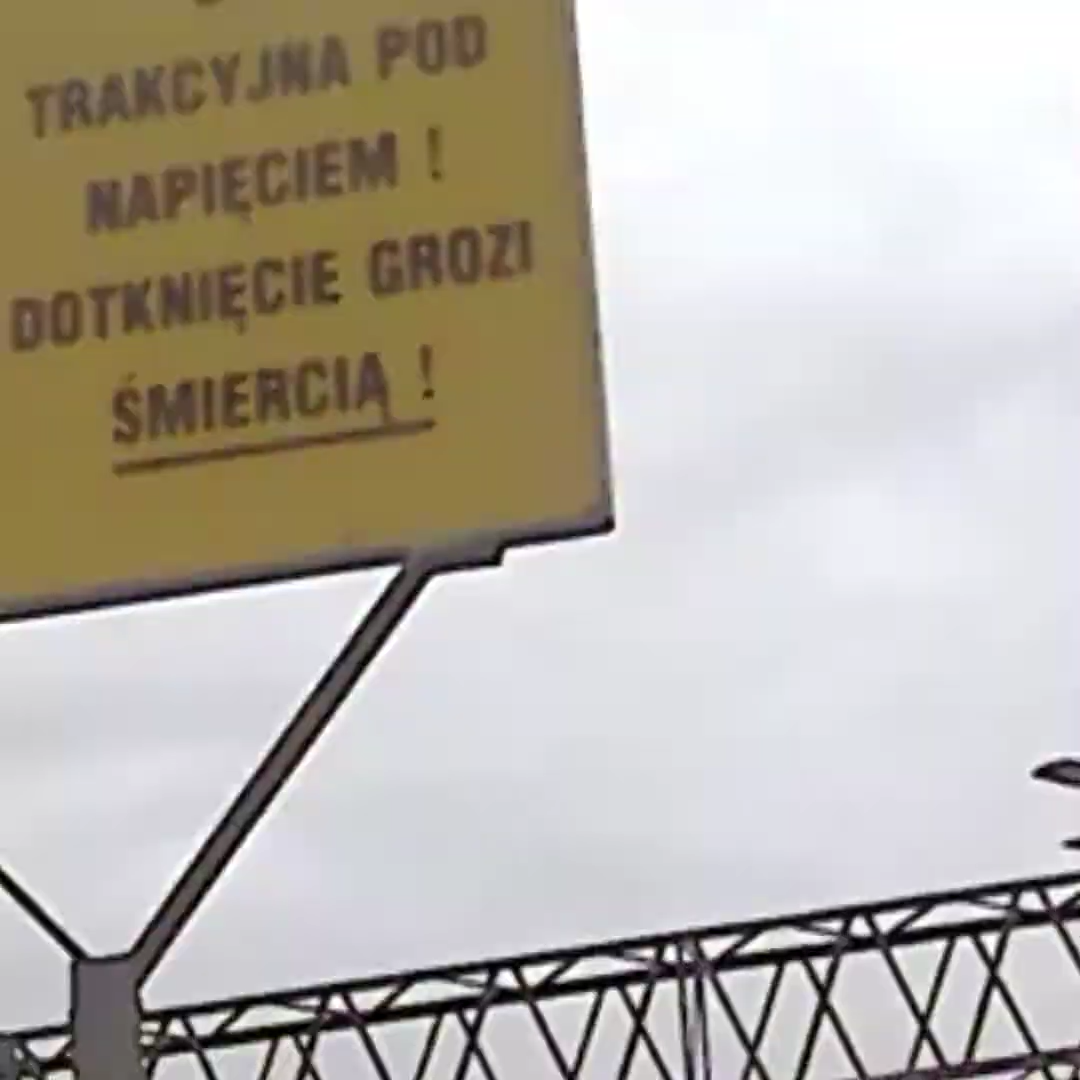 TRAKCYJNA POD
NAPIĘCIEM !
DOTKNIĘCIE GROZI
ŚMIERCIĄ !